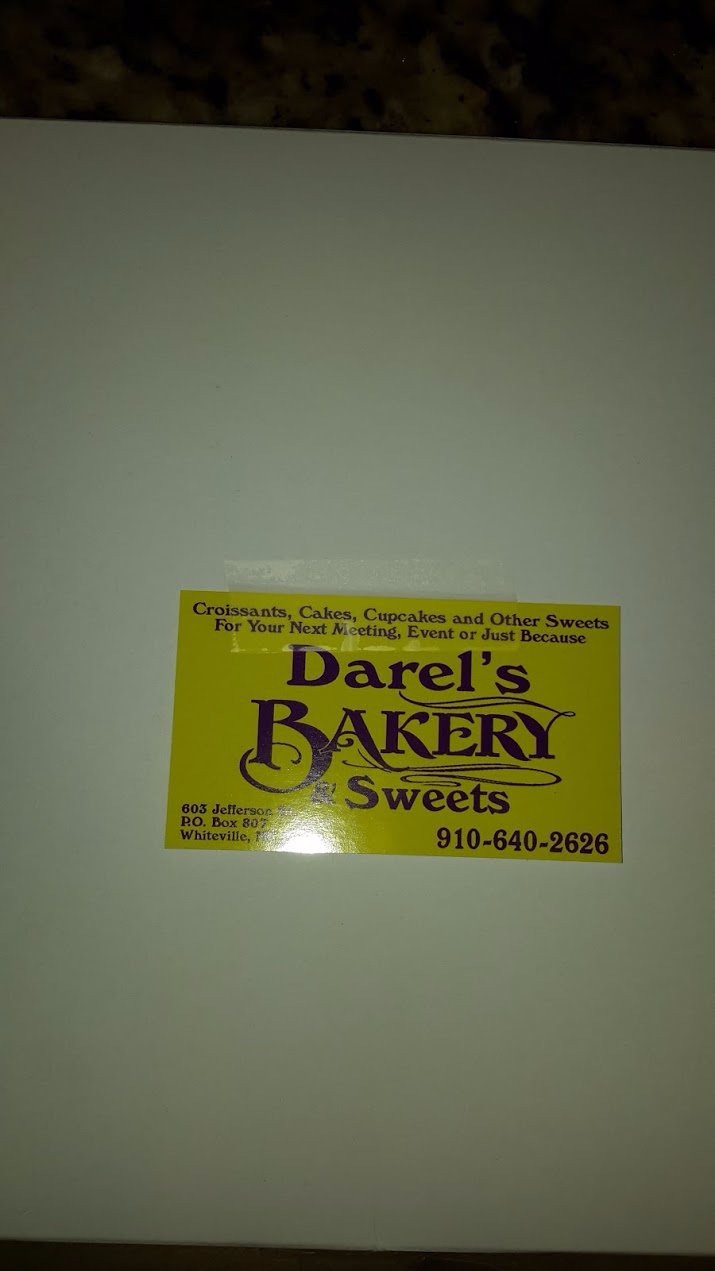 Croissants, Cakes, Cupcakes and Other Sweets
For Your Next Meeting, Event or Just Because
Darel's
BAKERY
& Sweets
603 Jefferson
P.O. Box 807
Whiteville,
910-640-2626